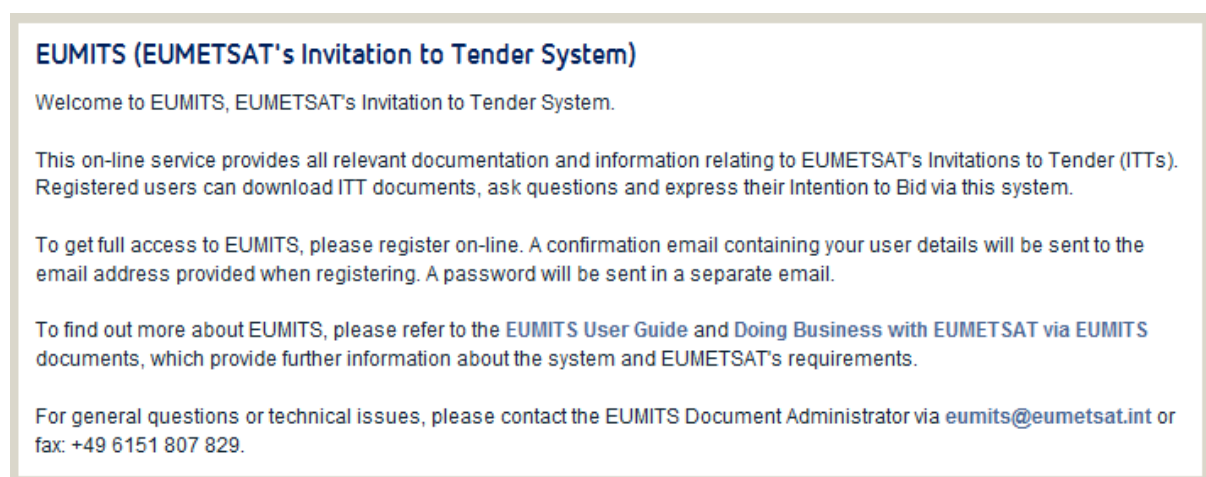 EUMITS (EUMETSAT's Invitation to Tender System)
Welcome to EUMITS, EUMETSAT's Invitation to Tender System.
This on-line service provides all relevant documentation and information relating to EUMETSAT's Invitations to Tender (ITTs).
Registered users can download ITT documents, ask questions and express their Intention to Bid via this system.
To get full access to EUMITS, please register on-line. A confirmation email containing your user details will be sent to the
email address provided when registering. A password will be sent in a separate email.
To find out more about EUMITS, please refer to the EUMITS User Guide and Doing Business with EUMETSAT via EUMITS
documents, which provide further information about the system and EUMETSAT's requirements.
For general questions or technical issues, please contact the EUMITS Document Administrator via eumits@eumetsat.int or
fax: +49 6151 807 829.